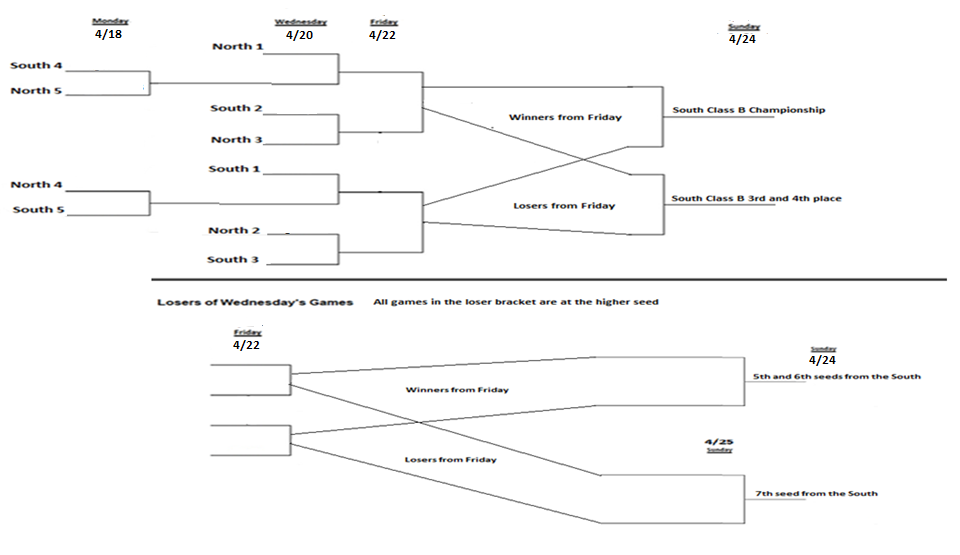 Monday
4/18
Wednesday
4/20
Friday
4/22
Sunday
4/24
North 1
South 4
North 5
South 2
North 3
South 1
North 4
South 5
North 2
South 3
Winners from Friday
South Class B Championship
Losers from Friday
South Class B 3rd and 4th place
Losers of Wednesday's Games All games in the loser bracket are at the higher seed
Friday
4/22
Sunday
4/24
Winners from Friday
5th and 6th seeds from the South
Losers from Friday
4/25
Sunday
7th seed from the South